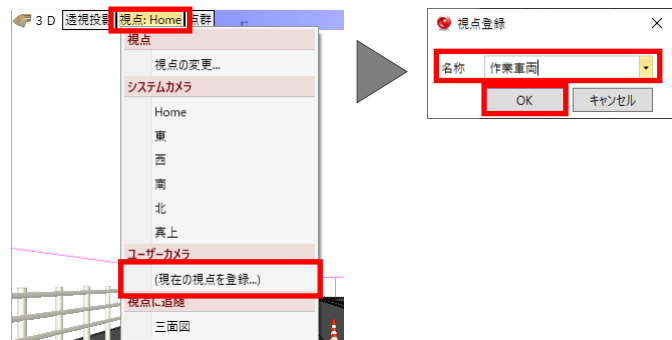 3 D 透視投影 視点: Home 点群
視点
視点の変更...
システムカメラ
Home
東
西
南
北
真上
ユーザーカメラ
(現在の視点を登録...)
視点に追随
三面図
視点登録
名称 作業車両
OK キャンセル